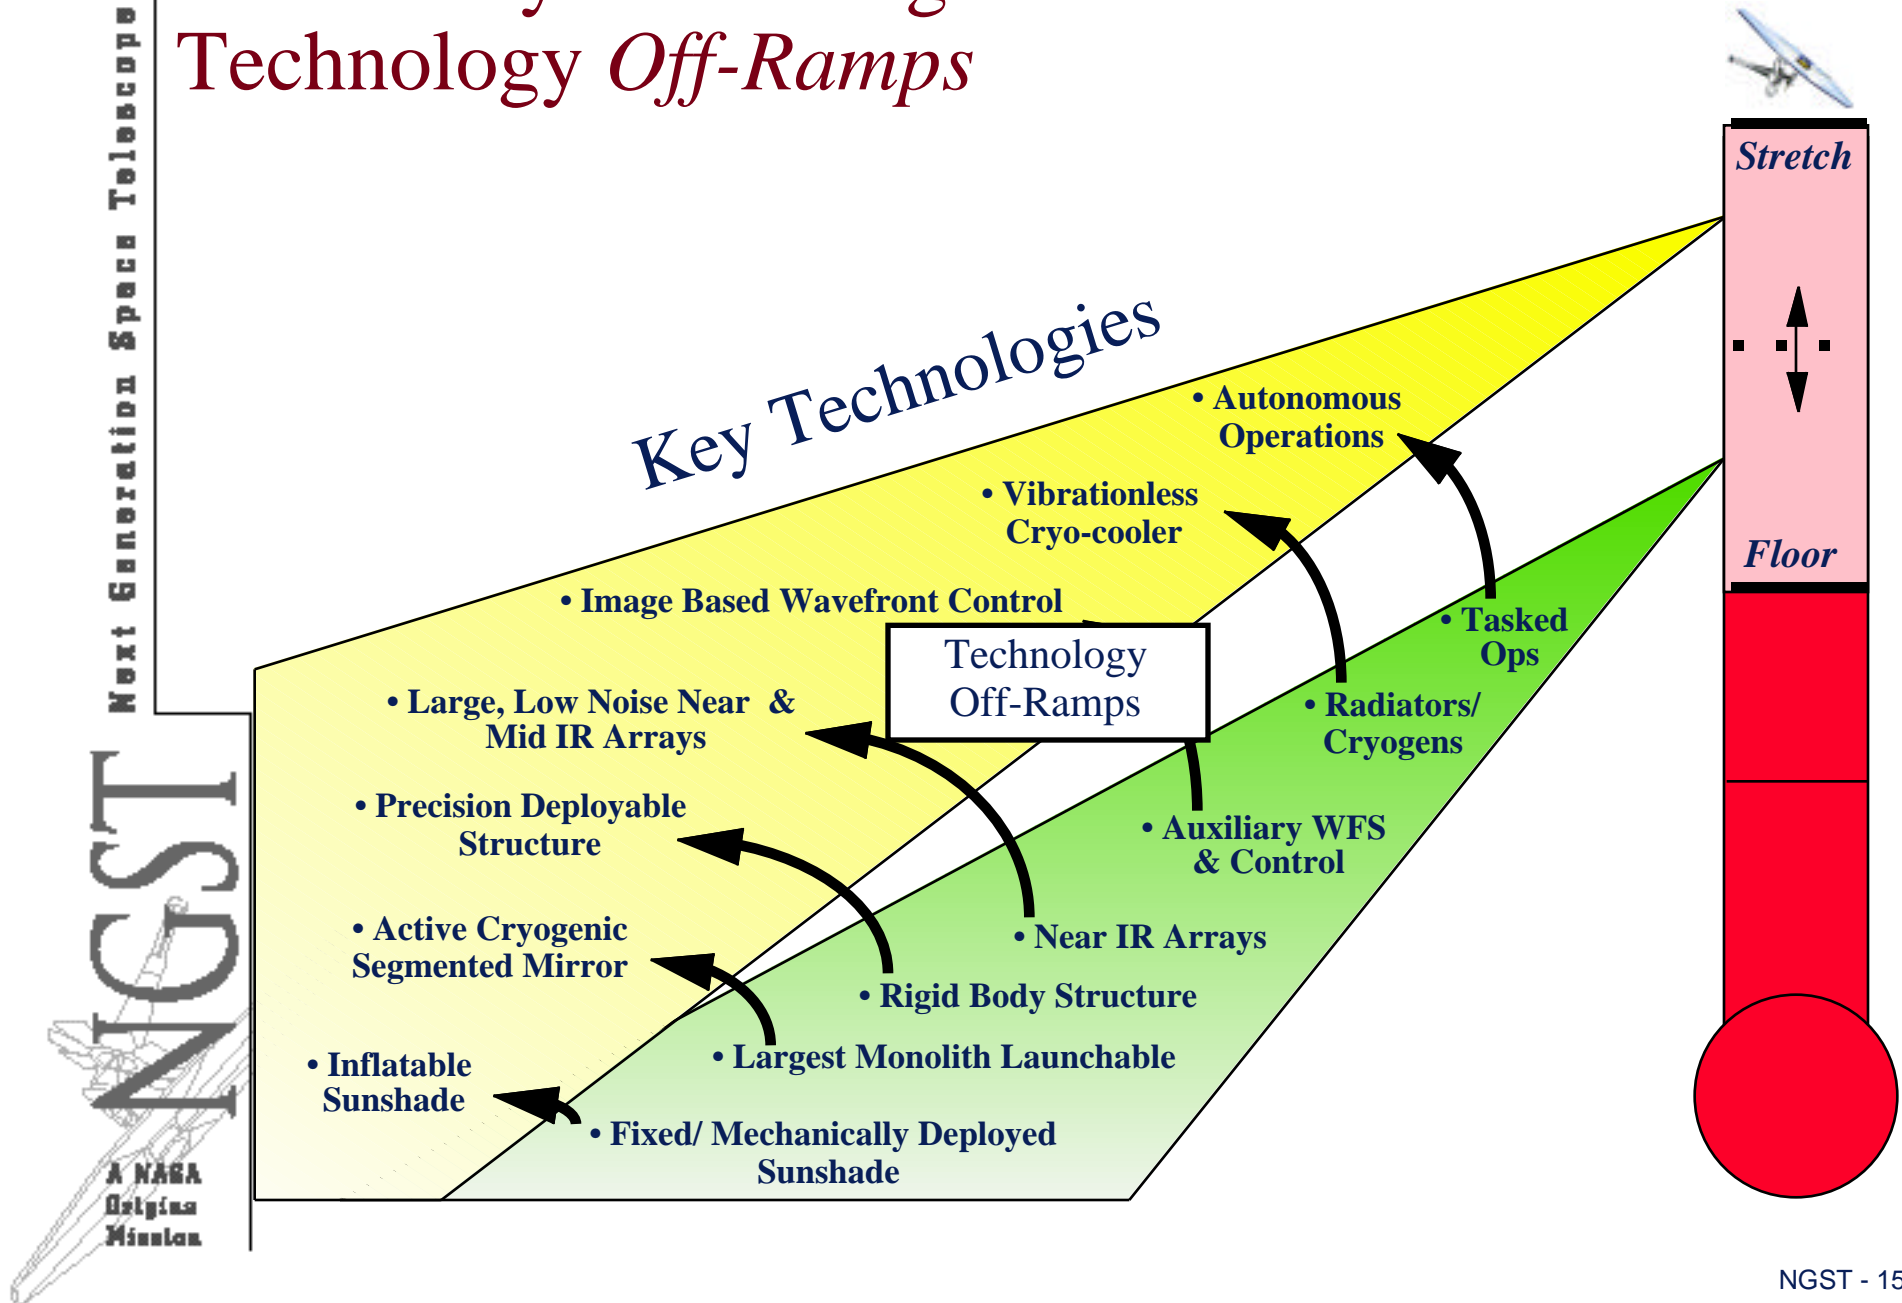 Technology Off-Ramps
Next Generation Space Telescope
NGST
A NASA
Origins
Mission
Key Technologies
• Autonomous
Operations
• Vibrationless
Cryo-cooler
• Image Based Wavefront Control
• Large, Low Noise Near &
Mid IR Arrays
• Precision Deployable
Structure
• Active Cryogenic
Segmented Mirror
• Inflatable
Sunshade
Technology
Off-Ramps
• Tasked
Ops
• Radiators/
Cryogens
• Auxiliary WFS
& Control
• Near IR Arrays
• Rigid Body Structure
• Largest Monolith Launchable
• Fixed/ Mechanically Deployed
Sunshade
Stretch
Floor
NGST - 15